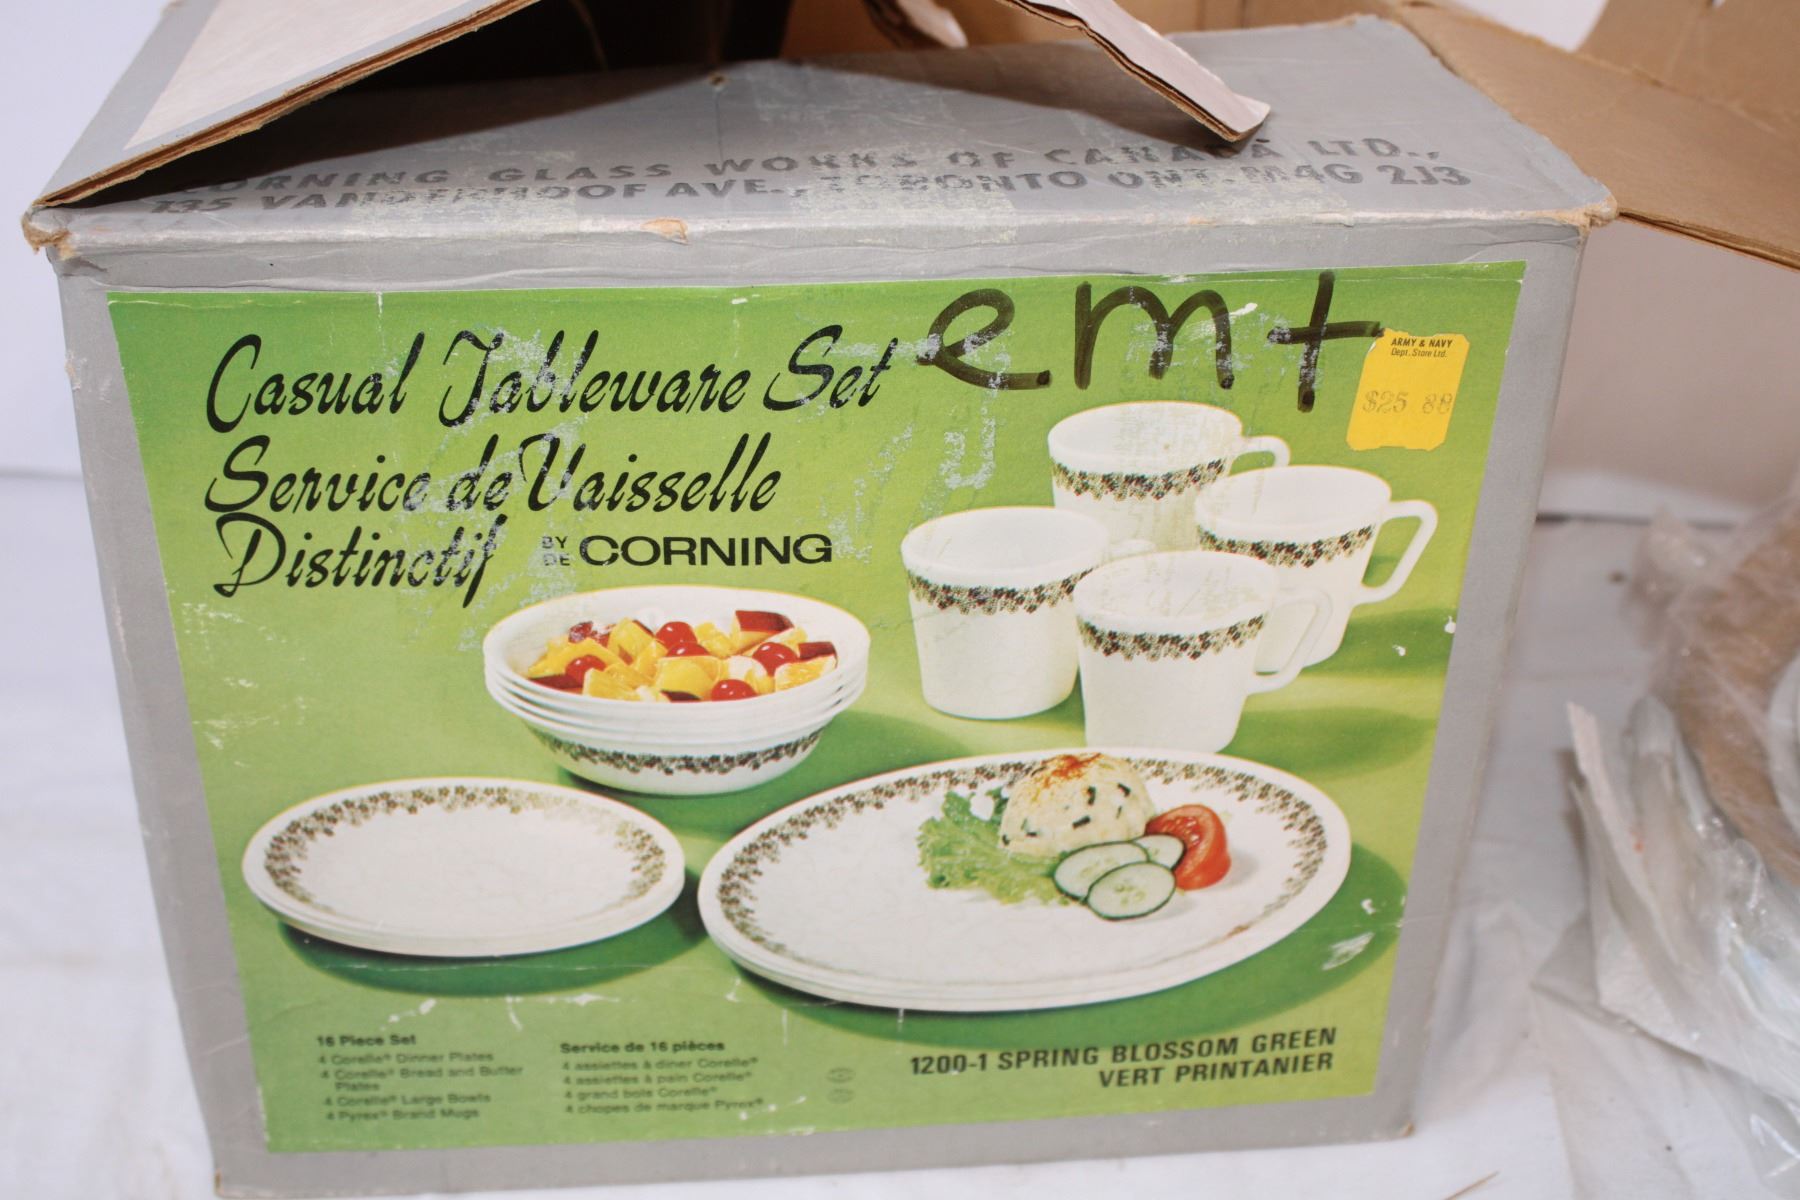 CORNING GLASS WORKS OF CANADA LTD.,
135 VANDERHOOF AVE., TORONTO ONT. M4G 2J3
emt
ARMY & NAVY
Dept. Store Ltd.
$25 88
Casual Tableware Set
Service de Vaisselle
Distinctif BY DE CORNING
16 Piece Set
4 Corelle® Dinner Plates
4 Corelle® Bread and Butter
Plates
4 Corelle® Large Bowls
4 Pyrex® Brand Mugs
Service de 16 pièces
4 assiettes à diner Corelle®
4 assiettes à pain Corelle®
4 grand bols Corelle®
4 chopes de marque Pyrex®
1200-1 SPRING BLOSSOM GREEN
VERT PRINTANIER